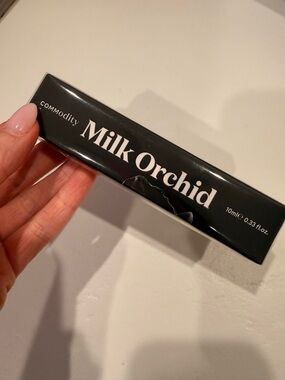 COMMODITY
Milk Orchid
10ml ℮ 0.33 fl.oz.